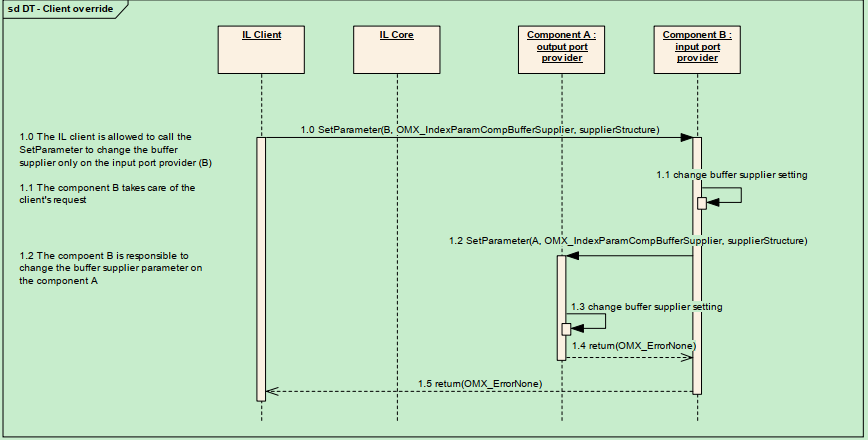 sd DT - Client override
IL Client
IL Core
Component A :
output port
provider
Component B :
input port
provider
1.0 SetParameter(B, OMX_IndexParamCompBufferSupplier, supplierStructure)
1.0 The IL client is allowed to call the
SetParameter to change the buffer
supplier only on the input port provider (B)
1.1 change buffer supplier setting
1.1 The component B takes care of the
client's request
1.2 SetParameter(A, OMX_IndexParamCompBufferSupplier, supplierStructure)
1.2 The compoent B is responsible to
change the buffer supplier parameter on
the component A
1.3 change buffer supplier setting
1.4 return(OMX_ErrorNone)
1.5 return(OMX_ErrorNone)